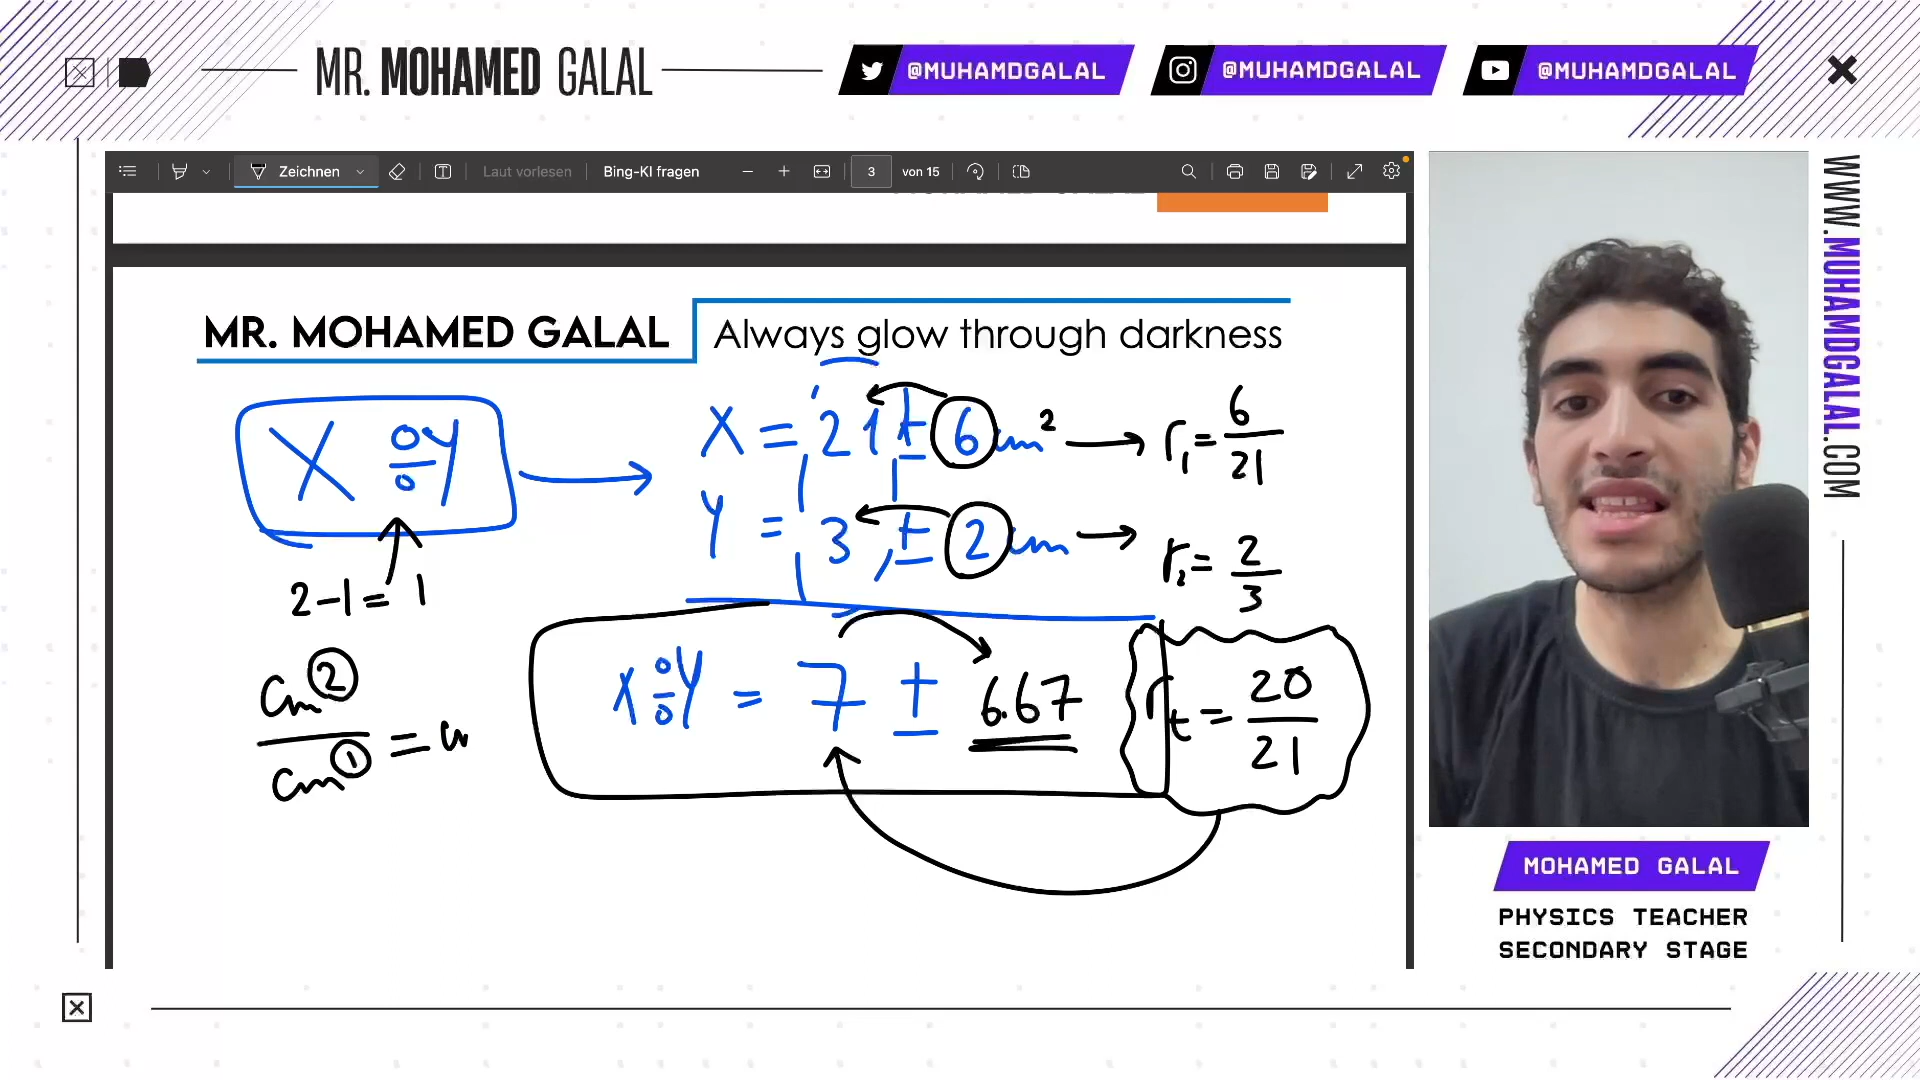 MR. MOHAMED GALAL
@MUHAMDGALAL
@MUHAMDGALAL
@MUHAMDGALAL
Zeichnen
Laut vorlesen
Bing-KI fragen
3 von 15
WWW.MUHAMDGALAL.COM
MR. MOHAMED GALAL
Always glow through darkness
X ÷ Y
X = 21 ± 6 cm² → r₁ = 6/21
Y = 3 ± 2 cm → r₂ = 2/3
2-1=1
X ÷ Y = 7 ± 6.67
rt = 20/21
cm²/cm¹ =
MOHAMED GALAL
PHYSICS TEACHER
SECONDARY STAGE